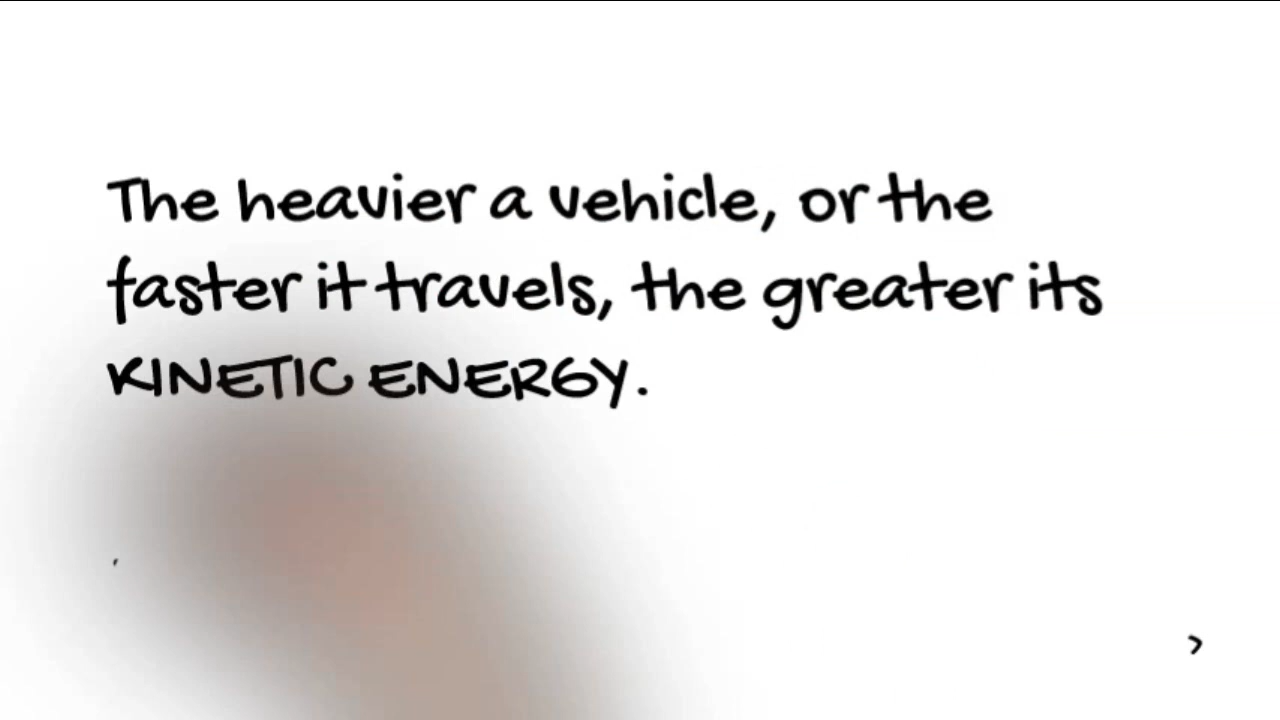 The heavier a vehicle, or the
faster it travels, the greater its
KINETIC ENERGY.